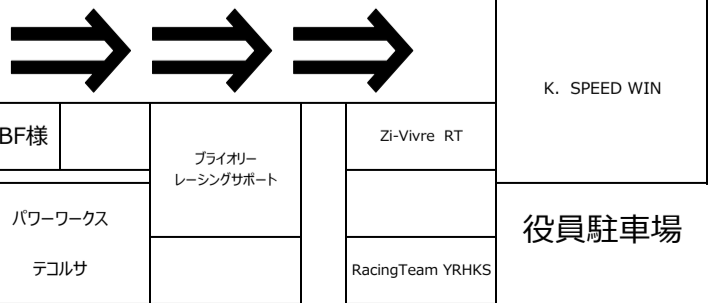 K. SPEED WIN
BF様
ブライオリー
レーシングサポート
Zi-Vivre RT
パワーワークス
テコルサ
RacingTeam YRHKS
役員駐車場